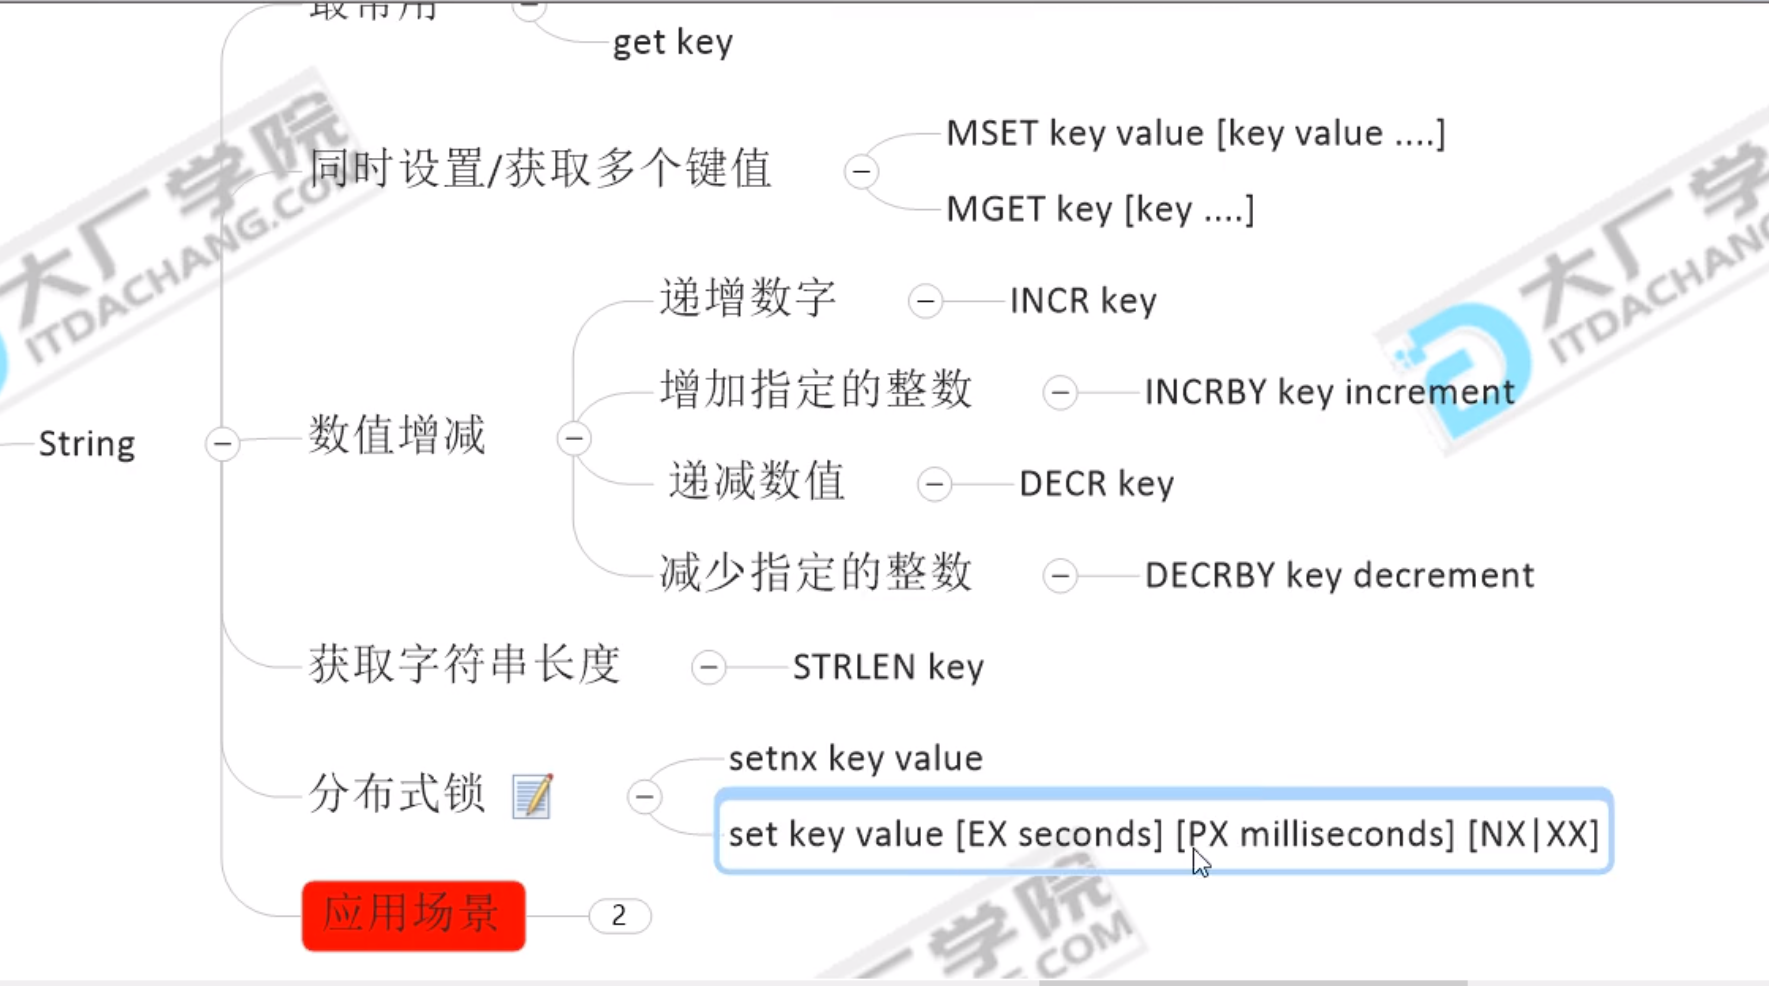 最常用
get key
同时设置/获取多个键值
MSET key value [key value ....]
MGET key [key ....]
String
数值增减
递增数字
INCR key
增加指定的整数
INCRBY key increment
递减数值
DECR key
减少指定的整数
DECRBY key decrement
获取字符串长度
STRLEN key
分布式锁
setnx key value
set key value [EX seconds] [PX milliseconds] [NX|XX]
应用场景
2
大厂学院
ITDACHANG.COM
大厂学
ITDACHANG
学院
.COM